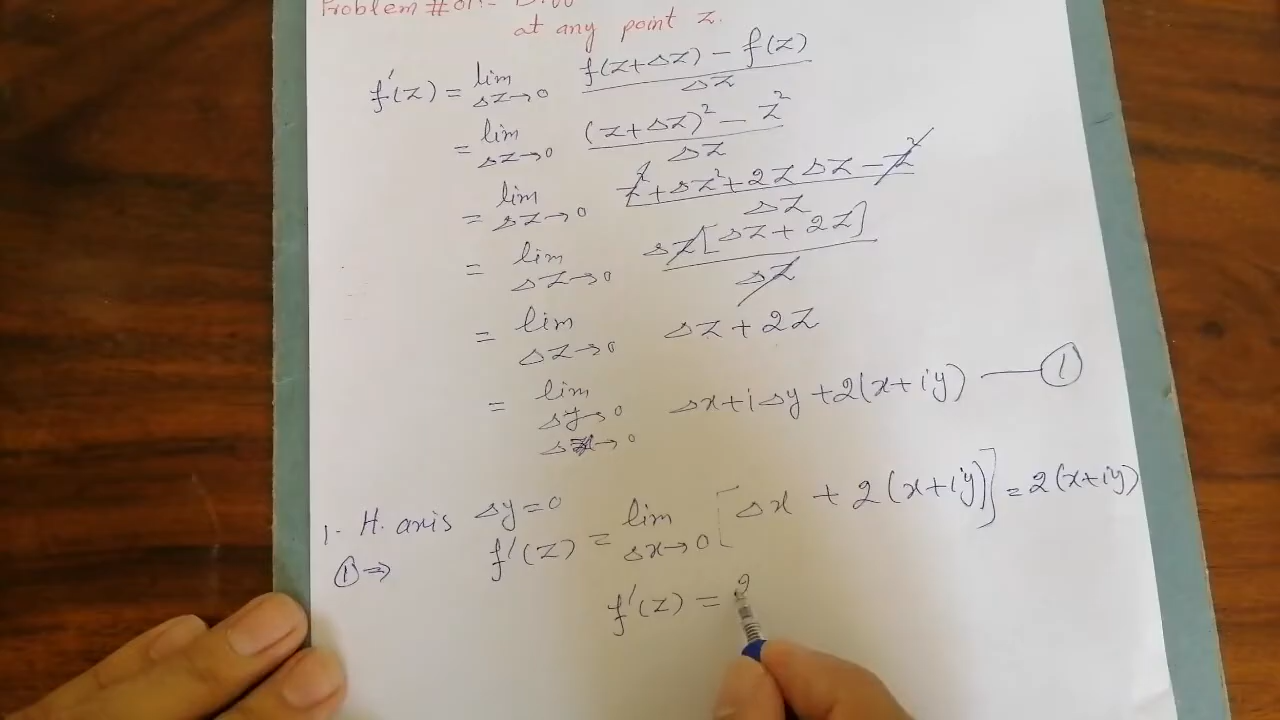 Problem #01:-
at any point z.
f'(z) = lim Δz→0 f(z+Δz) - f(z) / Δz
= lim Δz→0 (z+Δz)² - z² / Δz
= lim Δz→0 z²+Δz²+2zΔz-z² / Δz
= lim Δz→0 Δz[Δz+2z] / Δz
= lim Δz→0 Δz+2z
= lim Δy→0 Δx→0 Δx+iΔy+2(x+iy) — ①
1- H. axis Δy=0
①⇒ f'(z) = lim Δx→0 [Δx + 2(x+iy)] = 2(x+iy)
f'(z) = 2